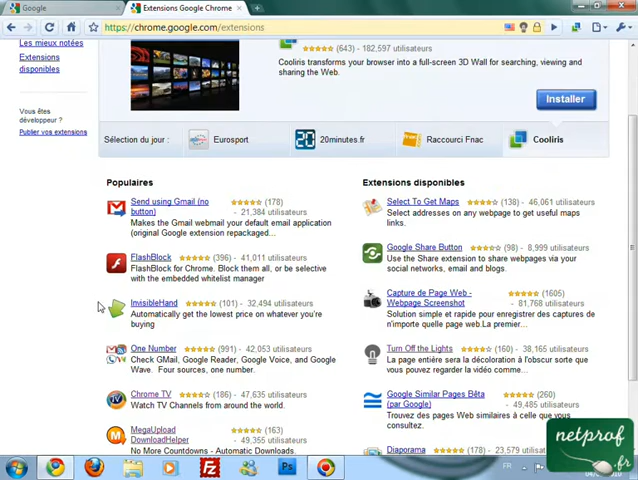 Google
Extensions Google Chrome
https://chrome.google.com/extensions
Les mieux notées
Extensions
disponibles
Vous êtes
développeur ?
Publier vos extensions
(643) - 182,597 utilisateurs
Cooliris transforms your browser into a full-screen 3D Wall for searching, viewing and
sharing the Web.
Installer
Sélection du jour :
Eurosport
20
20minutes.fr
fnac
Raccourci Fnac
Cooliris
Populaires
Send using Gmail (no
button)
(178)
- 21,384 utilisateurs
Makes the Gmail webmail your default email application
(original Google extension repackaged...
FlashBlock
(396) - 41,011 utilisateurs
FlashBlock for Chrome. Block them all, or be selective
with the embedded whitelist manager
InvisibleHand
(101) - 32,494 utilisateurs
Automatically get the lowest price on whatever you're
buying
One Number
(991) - 42,053 utilisateurs
Check GMail, Google Reader, Google Voice, and Google
Wave. Four sources, one number.
Chrome TV
(186) - 47,635 utilisateurs
Watch TV Channels from around the world.
MegaUpload
DownloadHelper
(163)
- 49,355 utilisateurs
No More Countdowns - Automatic Downloads.
Extensions disponibles
Select To Get Maps
(138) - 46,061 utilisateurs
Select addresses on any webpage to get useful maps
links.
Google Share Button
(98) - 8,999 utilisateurs
Use the Share extension to share webpages via your
social networks, email and blogs.
Capture de Page Web -
Webpage Screenshot
(1605)
- 81,768 utilisateurs
Solution simple et rapide pour enregistrer des captures de
n'importe quelle page web.La premier...
Turn Off the Lights
(160) - 38,165 utilisateurs
La page entière sera la décoloration à l'obscur sorte que
vous pouvez regarder la vidéo comme...
Google Similar Pages Bêta
(par Google)
(260)
- 49,485 utilisateurs
Trouvez des pages Web similaires à celle que vous
consultez.
Diaporama
(178) - 23,579 utilisateurs
FR
netprof
.fr